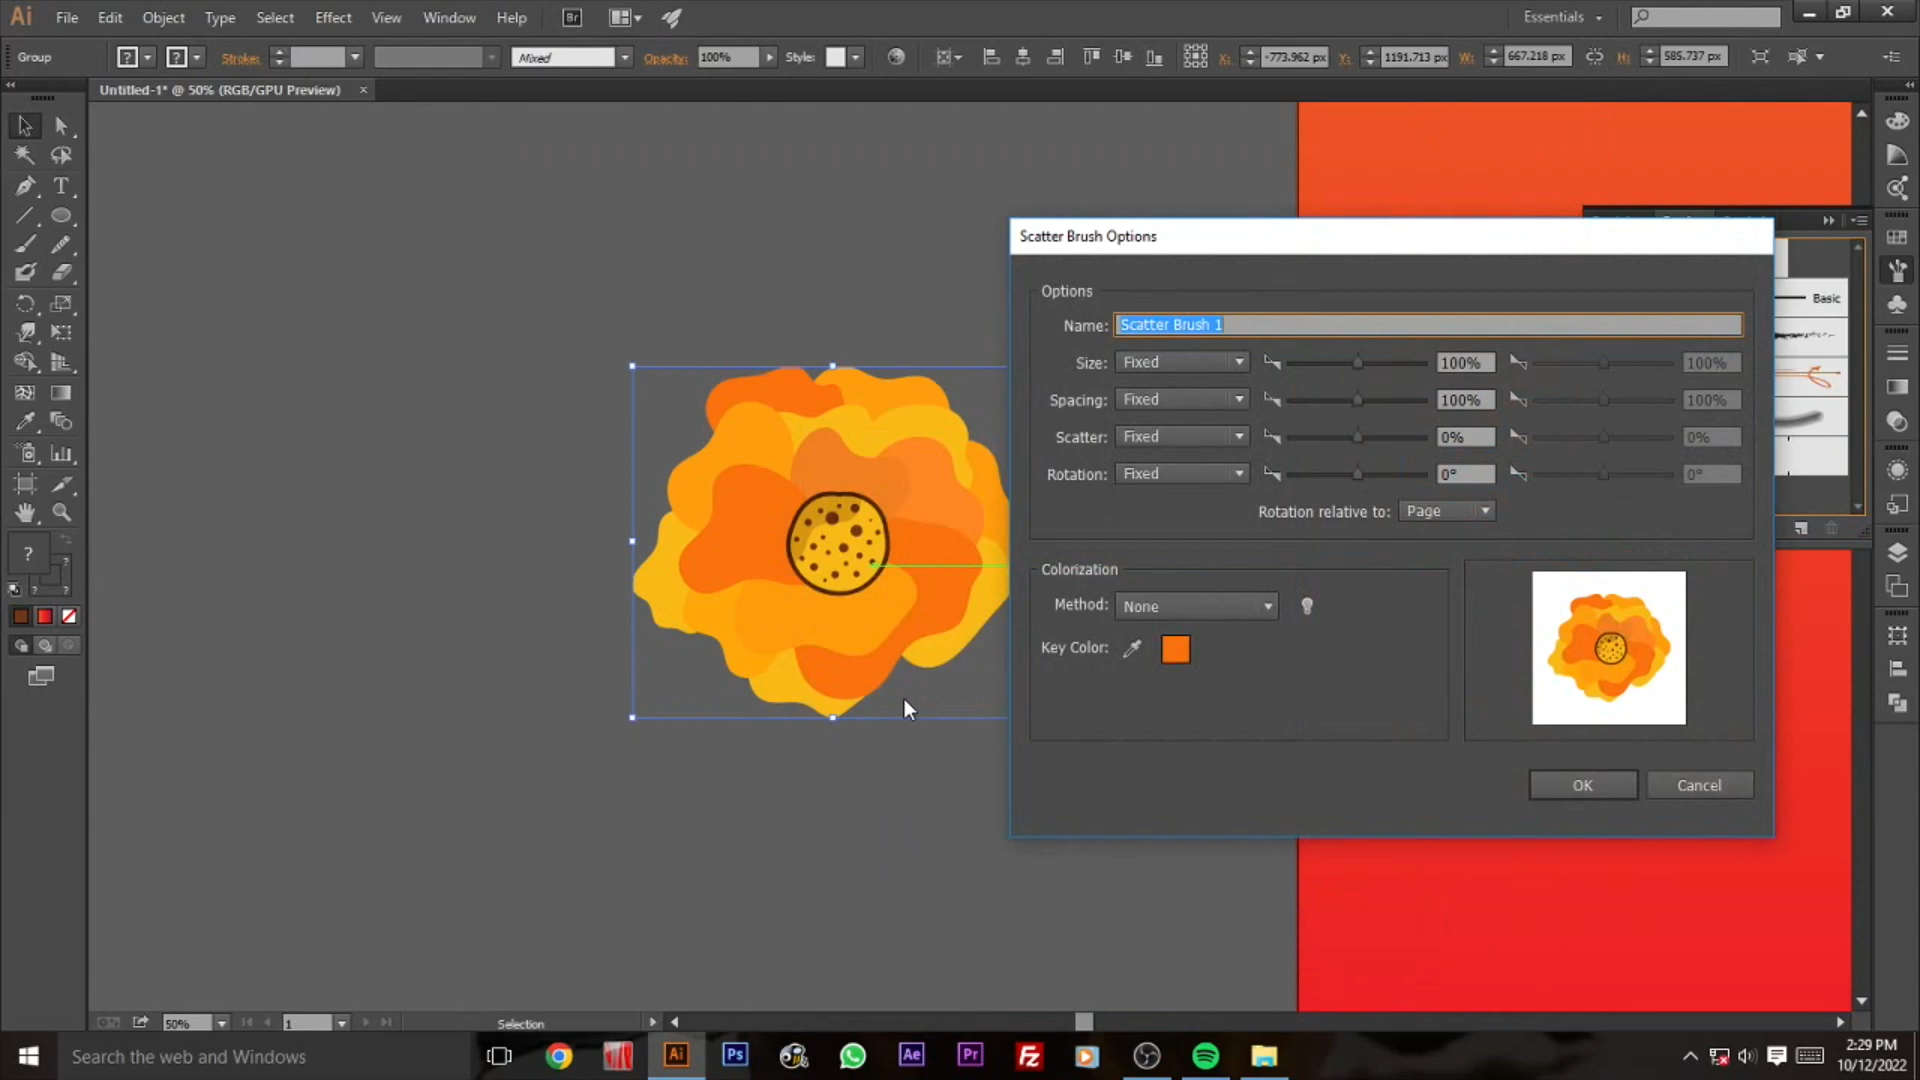 Ai File Edit Object Type Select Effect View Window Help Br Essentials
Group ? ? Stroke: Mixed Opacity: 100% Style: X: -773.962 px Y: 1191.713 px W: 667.218 px H: 585.737 px
Untitled-1* @ 50% (RGB/GPU Preview) ×
Scatter Brush Options
Options
Name: Scatter Brush 1
Basic
Size: Fixed 100% 100%
Spacing: Fixed 100% 100%
Scatter: Fixed 0% 0%
Rotation: Fixed 0° 0°
Rotation relative to: Page
Colorization
Method: None
Key Color:
OK Cancel
T
?
?
?
50% 1 Selection
Search the web and Windows Ai Ps Ae Pr Fz 2:29 PM
10/12/2022